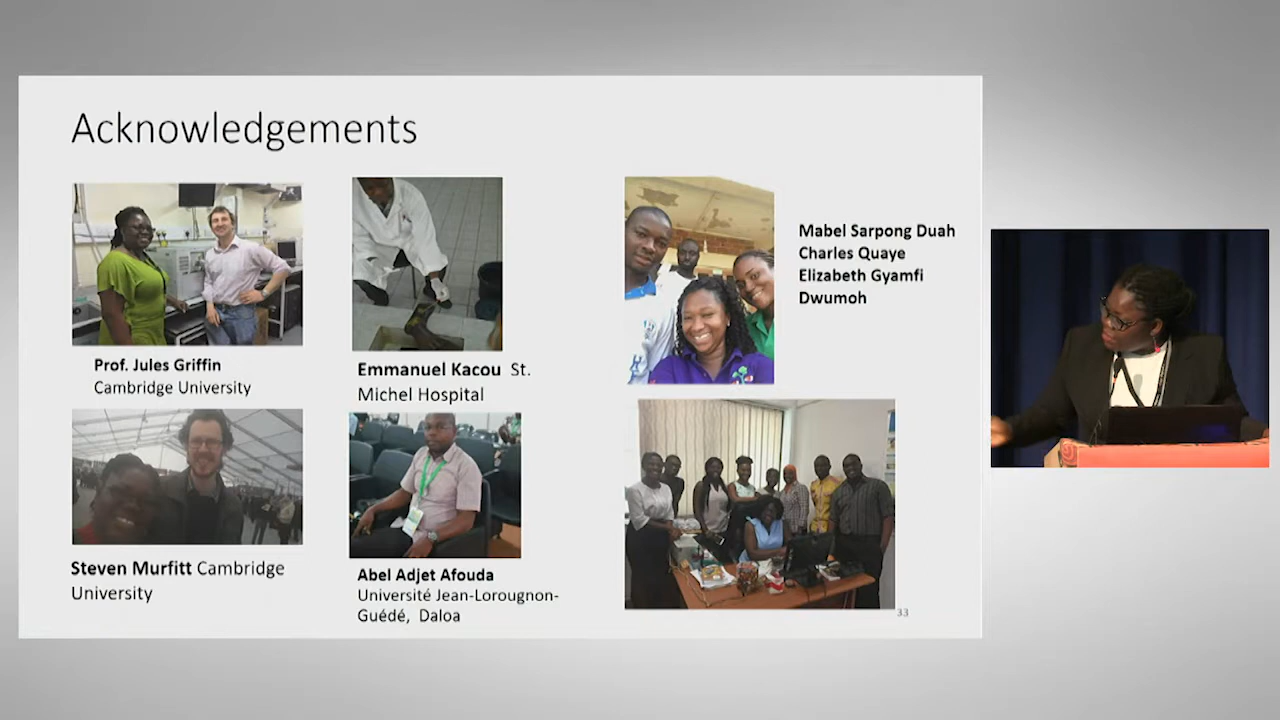 Acknowledgements
Prof. Jules Griffin
Cambridge University
Emmanuel Kacou St.
Michel Hospital
Mabel Sarpong Duah
Charles Quaye
Elizabeth Gyamfi
Dwumoh
Steven Murfitt Cambridge
University
Abel Adjet Afouda
Université Jean-Lorougnon-
Guédé, Daloa
33